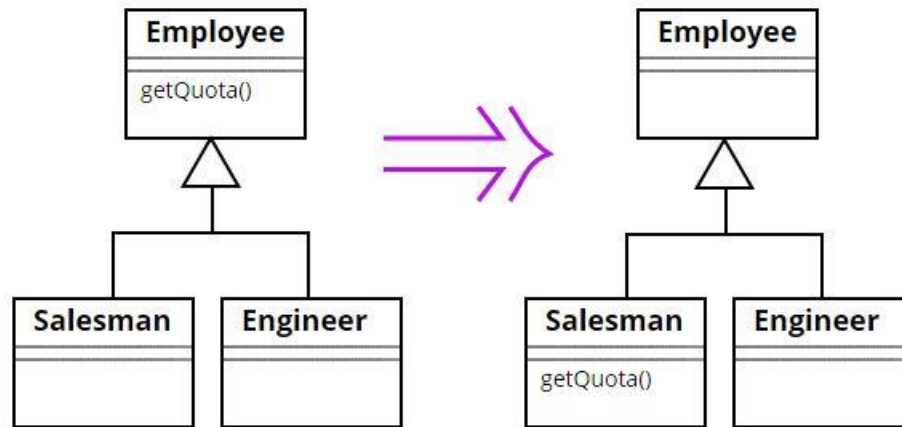 Employee
getQuota()
Salesman
Engineer
Employee
Salesman
getQuota()
Engineer